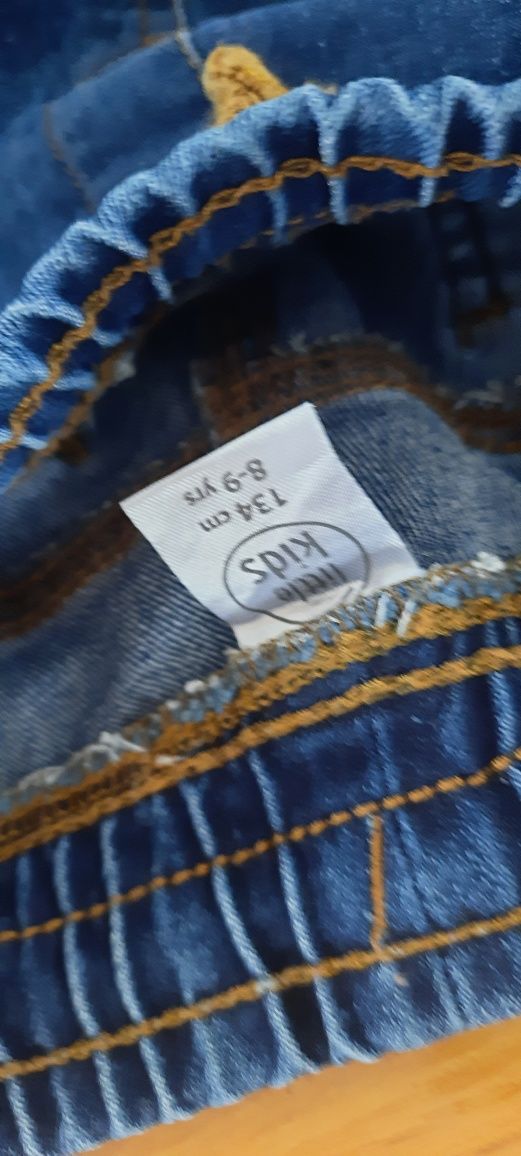 little
kids
134 cm
8-9 yrs